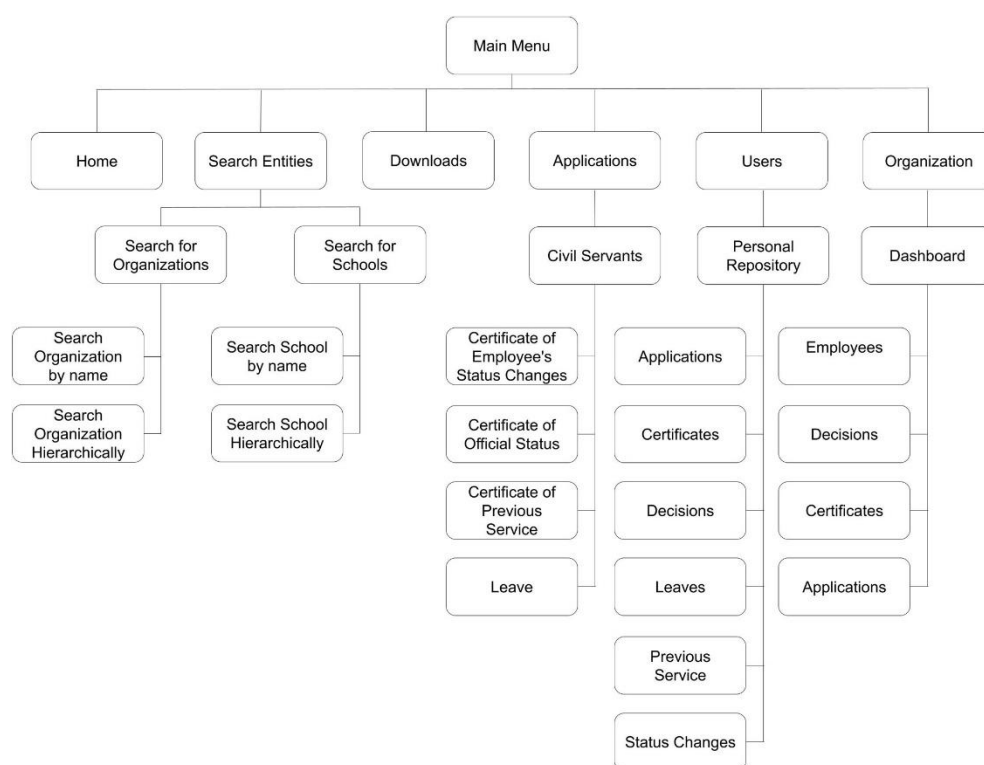 Main Menu
Home
Search Entities
Downloads
Applications
Users
Organization
Search for
Organizations
Search for
Schools
Civil Servants
Personal
Repository
Dashboard
Search
Organization
by name
Search
Organization
Hierarchically
Search School
by name
Search School
Hierarchically
Certificate of
Employee's
Status Changes
Certificate of
Official Status
Certificate of
Previous
Service
Leave
Applications
Certificates
Decisions
Leaves
Previous
Service
Status Changes
Employees
Decisions
Certificates
Applications